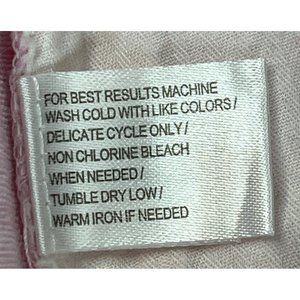 FOR BEST RESULTS MACHINE
WASH COLD WITH LIKE COLORS /
DELICATE CYCLE ONLY /
NON CHLORINE BLEACH
WHEN NEEDED /
TUMBLE DRY LOW /
WARM IRON IF NEEDED